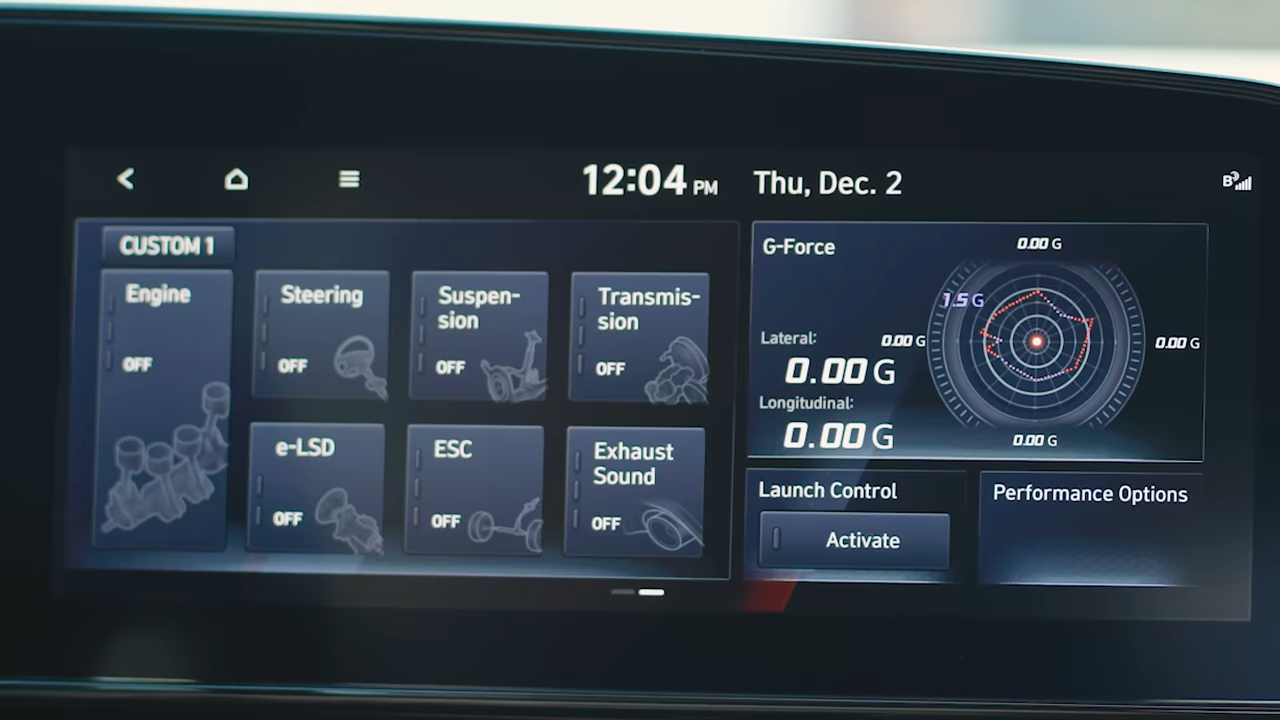 12:04 PM
Thu, Dec. 2
B
CUSTOM 1
Engine
OFF
Steering
OFF
Suspen-
sion
OFF
Transmis-
sion
OFF
e-LSD
OFF
ESC
OFF
Exhaust
Sound
OFF
G-Force
0.00 G
1.5 G
Lateral:
0.00 G
0.00 G
0.00 G
Longitudinal:
0.00 G
0.00 G
Launch Control
Activate
Performance Options